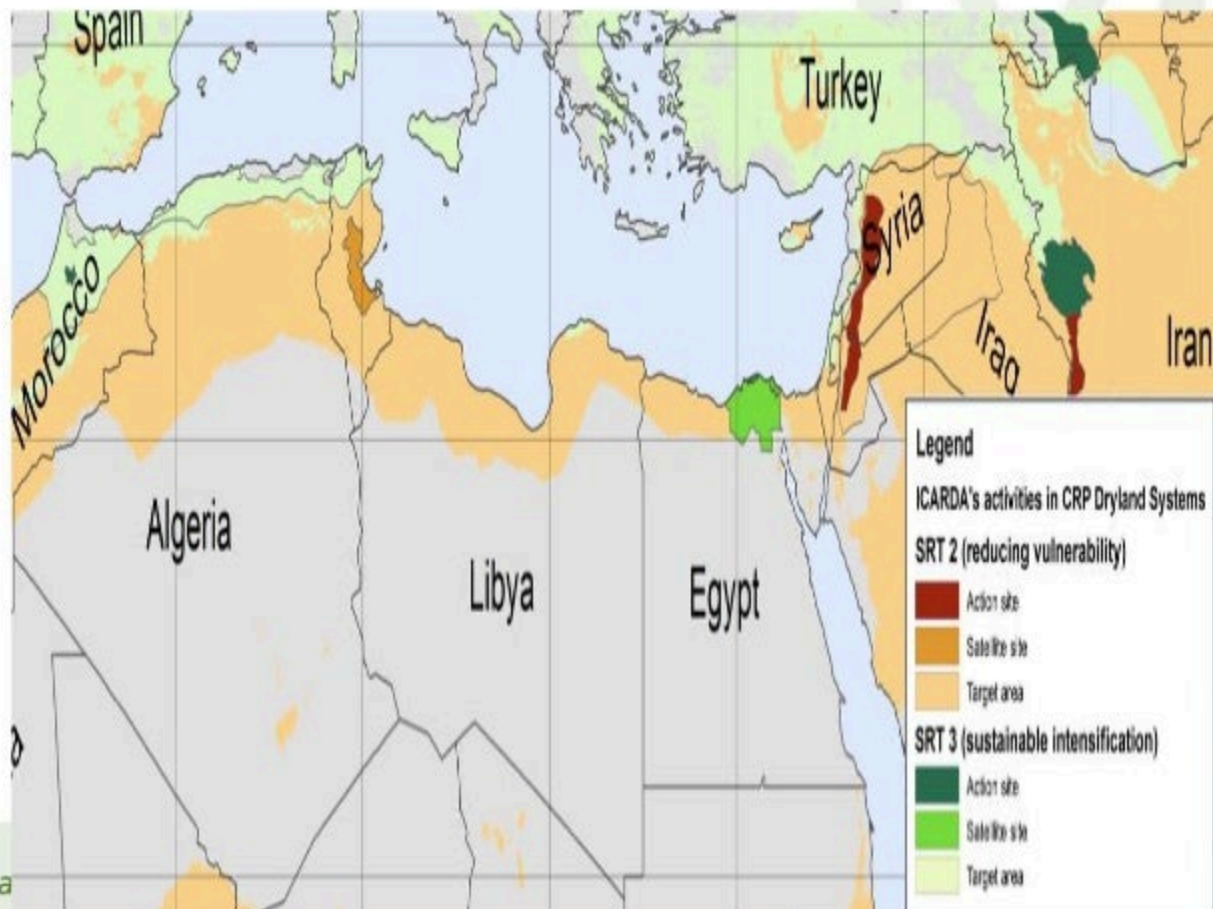 Spain
Turkey
Syria
Morocco
Iraq
Iran
Algeria
Libya
Egypt
a
a
Legend
ICARDA's activities in CRP Dryland Systems
SRT 2 (reducing vulnerability)
Action site
Satellite site
Target area
SRT 3 (sustainable intensification)
Action site
Satellite site
Target area